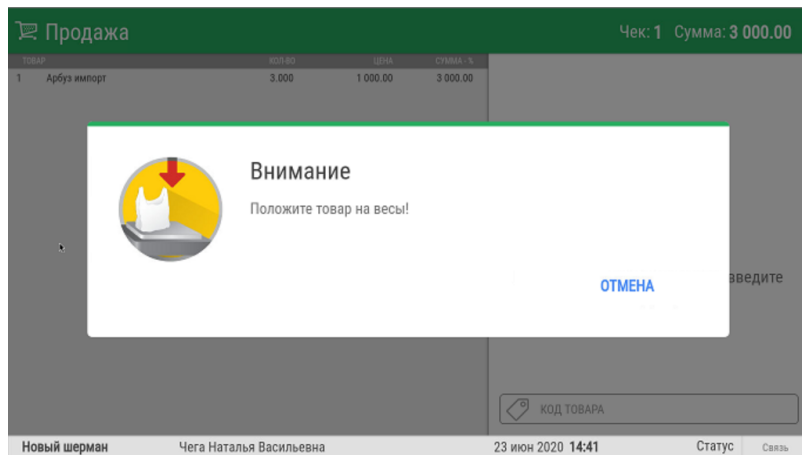 Продажа Чек: 1 Сумма: 3 000.00
ТОВАР КОЛ-ВО ЦЕНА СУММА - %
1 Арбуз импорт 3.000 1 000.00 3 000.00
Внимание
Положите товар на весы!
введите
ОТМЕНА
КОД ТОВАРА
Новый шерман Чега Наталья Васильевна 23 июн 2020 14:41 Статус Связь